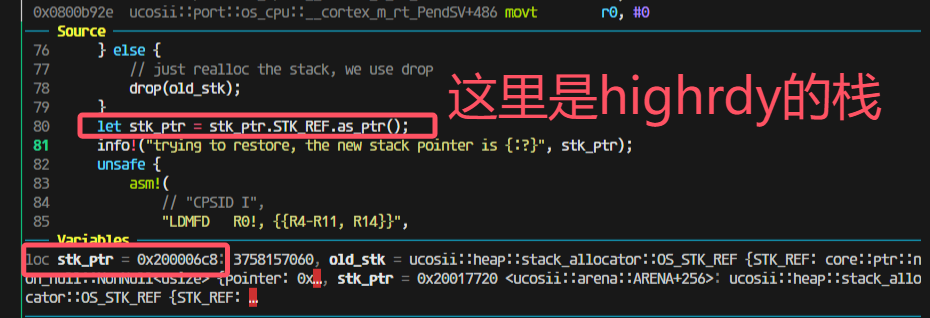 0x0800b92e  ucosii::port::os_cpu::__cortex_m_rt_PendSV+486 movt    r0, #0
Source
76      } else {
77          // just realloc the stack, we use drop
78          drop(old_stk);
79      }
80      let stk_ptr = stk_ptr.STK_REF.as_ptr();
这里是highrdy的栈
81      info!("trying to restore, the new stack pointer is {:?}", stk_ptr);
82      unsafe {
83          asm!(
84              // "CPSID I",
85              "LDMFD   R0!, {{R4-R11, R14}}",
Variables
loc stk_ptr = 0x200006c8: 3758157060, old_stk = ucosii::heap::stack_allocator::OS_STK_REF {STK_REF: core::ptr::n
on_null::NonNull<usize> {pointer: 0x…, stk_ptr = 0x20017720 <ucosii::arena::ARENA+256>: ucosii::heap::stack_allo
cator::OS_STK_REF {STK_REF: …